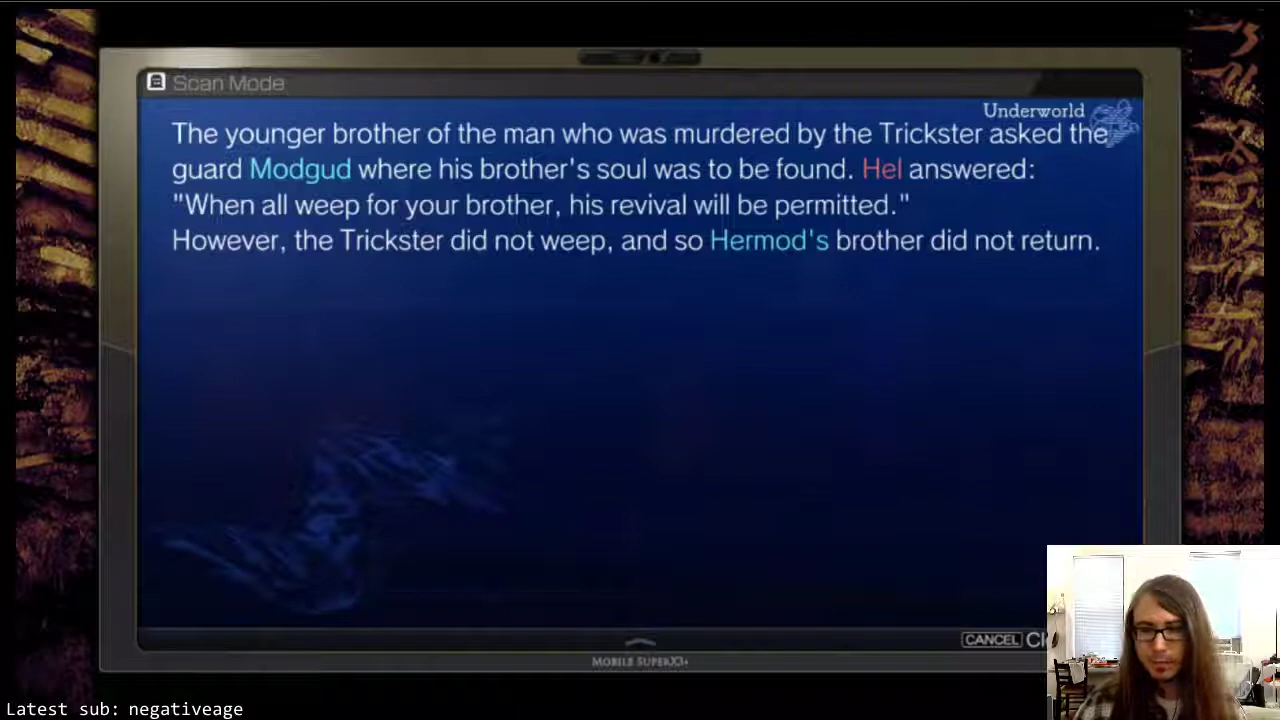 Scan Mode
Underworld
The younger brother of the man who was murdered by the Trickster asked the
guard Modgud where his brother's soul was to be found. Hel answered:
"When all weep for your brother, his revival will be permitted."
However, the Trickster did not weep, and so Hermod's brother did not return.
CANCEL Cl
MOBILE SUPERX3+
Latest sub: negativeage